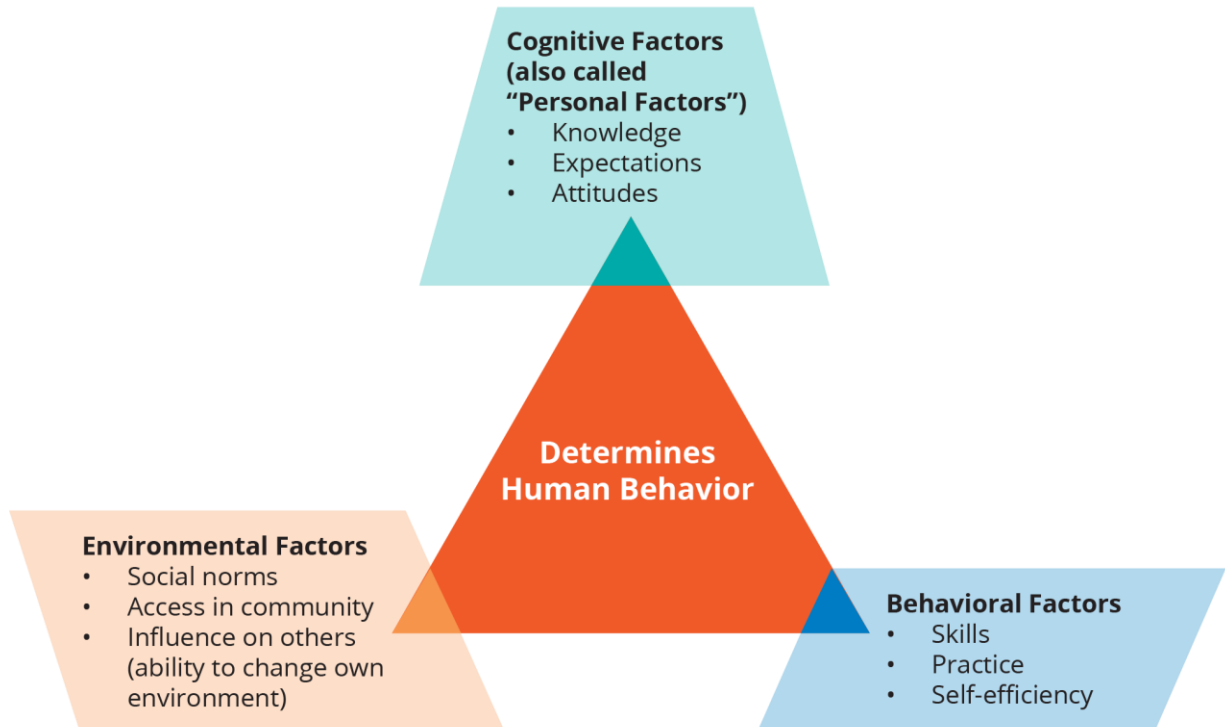 Cognitive Factors
(also called
“Personal Factors”)
• Knowledge
• Expectations
• Attitudes
Determines
Human Behavior
Environmental Factors
• Social norms
• Access in community
• Influence on others
(ability to change own
environment)
Behavioral Factors
• Skills
• Practice
• Self-efficiency